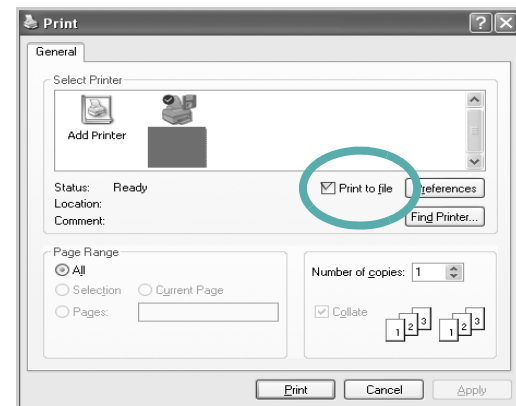 Print
General
Select Printer
Add Printer
Status: Ready
Print to file
Preferences
Location:
Comment:
Find Printer...
Page Range
All
Selection
Current Page
Pages:
Number of copies: 1
Collate
1 2 3 1 2 3
Print Cancel Apply